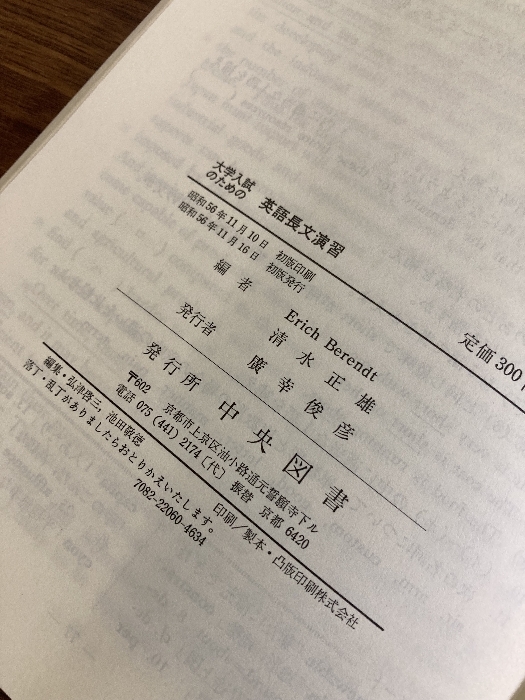 大学入試のための 英語長文演習
定価 300
昭和56年11月10日 初版印刷
昭和56年11月16日 初版発行
編者 Erich Berendt
清水正雄
発行者 廣幸俊彦
発行所 中央図書
〒602 京都市上京区油小路通元誓願寺下ル
電話 075 (441) 2174〔代〕 振替 京都 6420
印刷/製本・凸版印刷株式会社
編集・弘津啓三, 池田敬徳
落丁・乱丁がありましたらおとりかえいたします。
7082-22060-4634